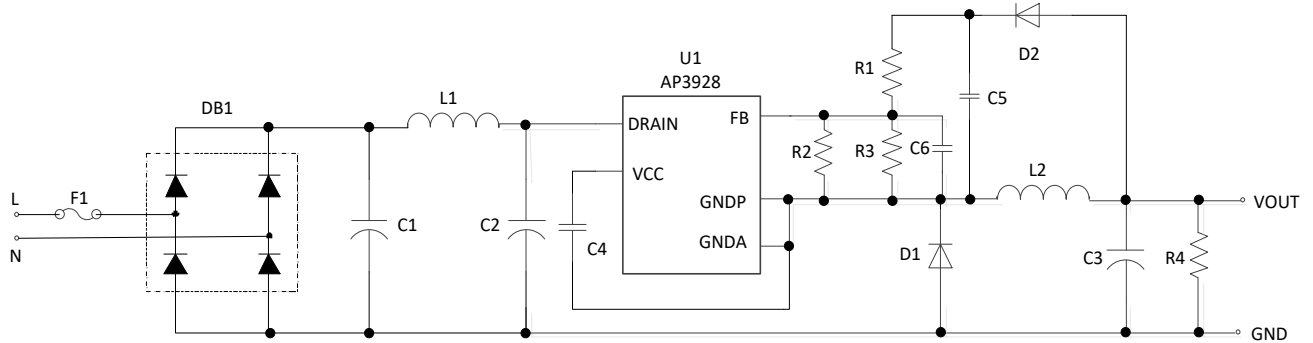 D2
U1
AP3928
R1
C5
DB1
L1
DRAIN
FB
R2
R3
C6
VCC
L2
L
F1
GNDP
VOUT
N
C1
C2
C4
GNDA
D1
C3
R4
GND